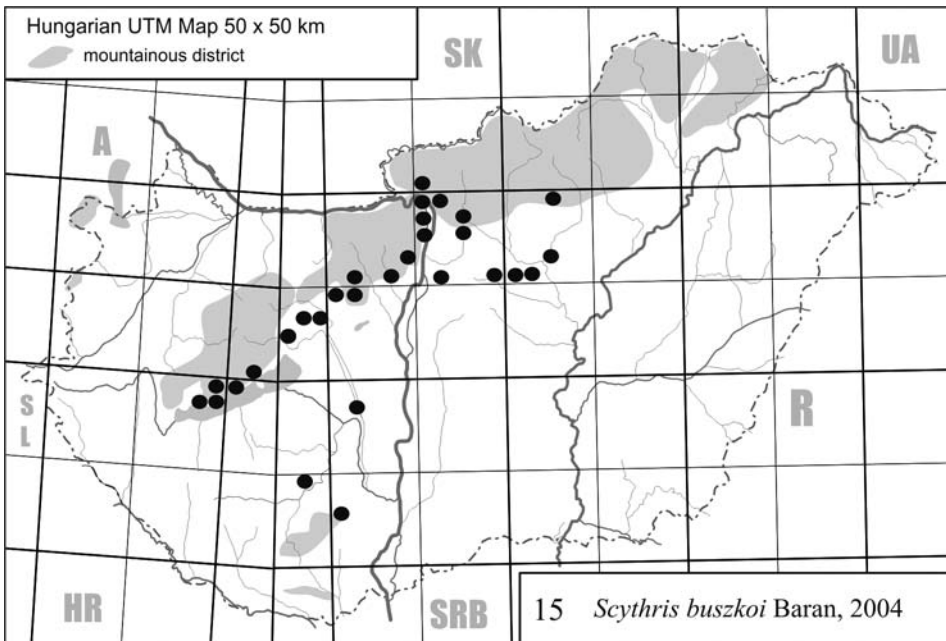 Hungarian UTM Map 50 x 50 km
mountainous district
SK
UA
A
S
L
R
HR
SRB
15 Scythris buszkoi Baran, 2004